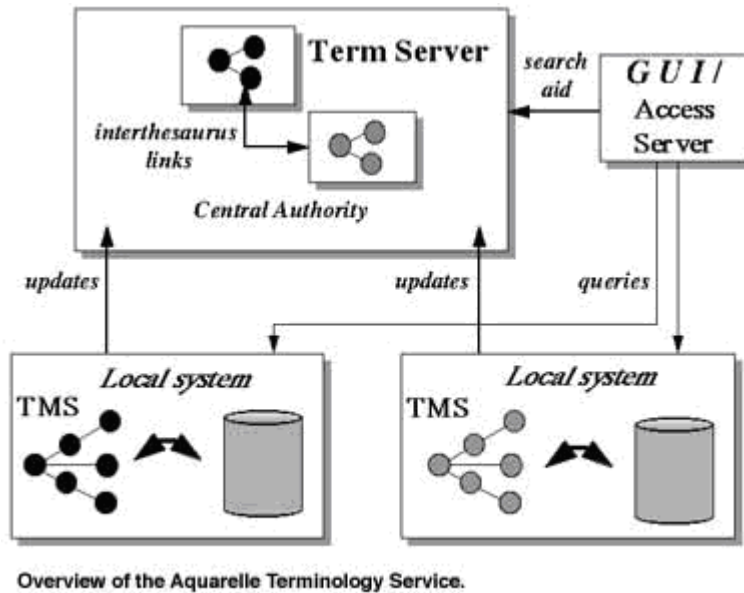 Term Server
search
aid
GUI/
Access
Server
interthesaurus
links
Central Authority
updates
updates
queries
Local system
TMS
Local system
TMS
Overview of the Aquarelle Terminology Service.